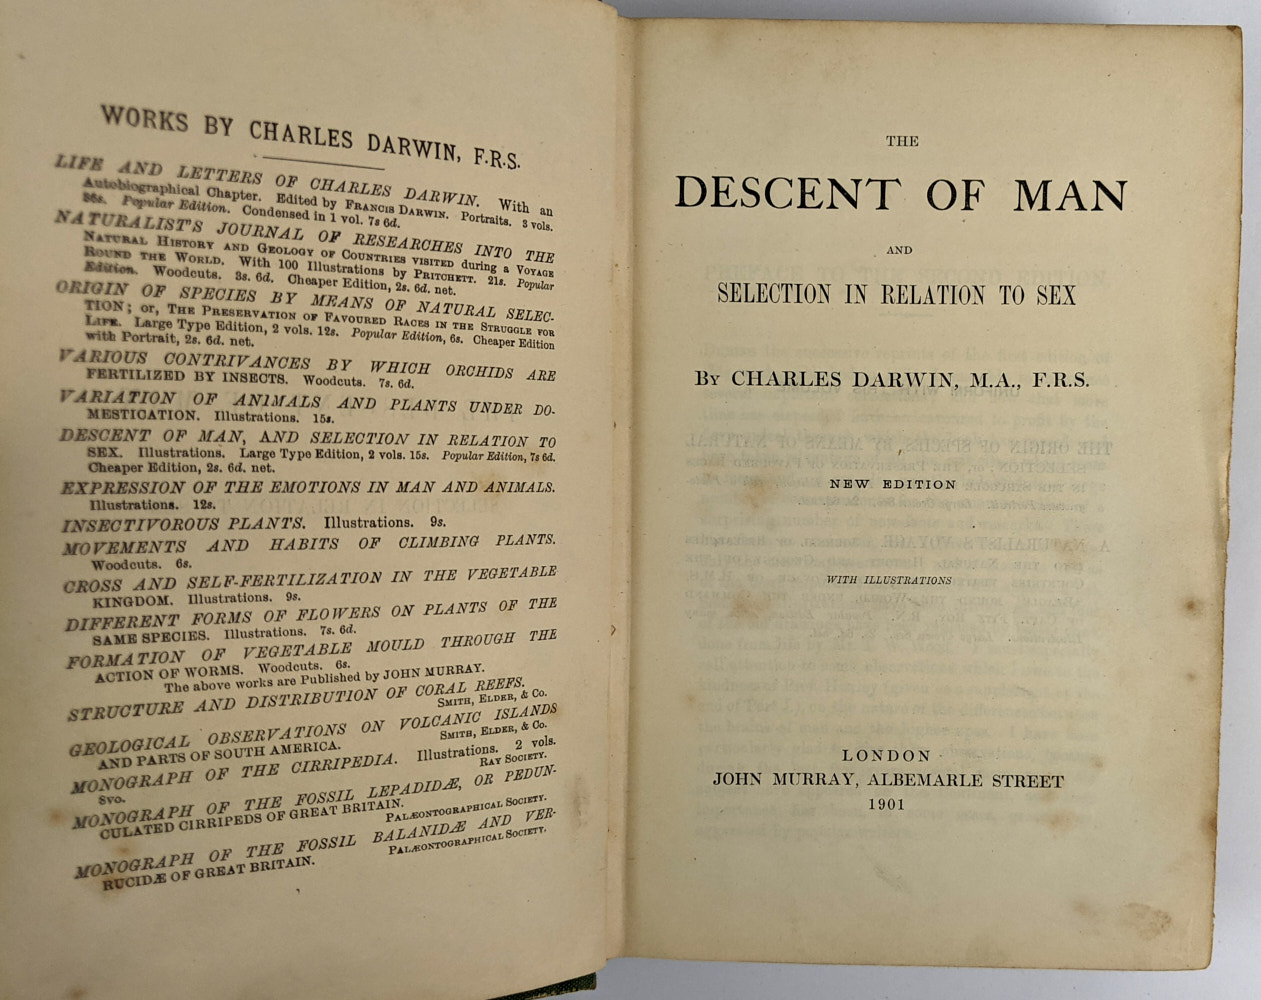 WORKS BY CHARLES DARWIN, F.R.S.
LIFE AND LETTERS OF CHARLES DARWIN. With an
Autobiographical Chapter. Edited by FRANCIS DARWIN. Portraits. 3 vols.
36s. Popular Edition. Condensed in 1 vol. 7s 6d.
NATURALIST'S JOURNAL OF RESEARCHES INTO THE
NATURAL HISTORY AND GEOLOGY OF COUNTRIES VISITED during a VOYAGE
ROUND THE WORLD. With 100 Illustrations by PRITCHETT. 21s. Popular
Edition. Woodcuts. 3s. 6d. Cheaper Edition, 2s. 6d. net.
ORIGIN OF SPECIES BY MEANS OF NATURAL SELEC-
TION; or, THE PRESERVATION OF FAVOURED RACES IN THE STRUGGLE FOR
LIFE. Large Type Edition, 2 vols. 12s. Popular Edition, 6s. Cheaper Edition
with Portrait, 2s. 6d. net.
VARIOUS CONTRIVANCES BY WHICH ORCHIDS ARE
FERTILIZED BY INSECTS. Woodcuts. 7s. 6d.
VARIATION OF ANIMALS AND PLANTS UNDER DO-
MESTICATION. Illustrations. 15s.
DESCENT OF MAN, AND SELECTION IN RELATION TO
SEX. Illustrations. Large Type Edition, 2 vols. 15s. Popular Edition, 7s 6d.
Cheaper Edition, 2s. 6d. net.
EXPRESSION OF THE EMOTIONS IN MAN AND ANIMALS.
Illustrations. 12s.
INSECTIVOROUS PLANTS. Illustrations. 9s.
MOVEMENTS AND HABITS OF CLIMBING PLANTS.
Woodcuts. 6s.
CROSS AND SELF-FERTILIZATION IN THE VEGETABLE
KINGDOM. Illustrations. 9s.
DIFFERENT FORMS OF FLOWERS ON PLANTS OF THE
SAME SPECIES. Illustrations. 7s. 6d.
FORMATION OF VEGETABLE MOULD THROUGH THE
ACTION OF WORMS. Woodcuts. 6s.
The above works are Published by JOHN MURRAY.
STRUCTURE AND DISTRIBUTION OF CORAL REEFS.
SMITH, ELDER, & Co.
GEOLOGICAL OBSERVATIONS ON VOLCANIC ISLANDS
AND PARTS OF SOUTH AMERICA. SMITH, ELDER, & Co.
MONOGRAPH OF THE CIRRIPEDIA. Illustrations. 2 vols.
8vo. RAY SOCIETY.
MONOGRAPH OF THE FOSSIL LEPADIDÆ, OR PEDUN-
CULATED CIRRIPEDS OF GREAT BRITAIN. PALÆONTOGRAPHICAL SOCIETY.
MONOGRAPH OF THE FOSSIL BALANIDÆ AND VER-
RUCIDÆ OF GREAT BRITAIN. PALÆONTOGRAPHICAL SOCIETY.
THE
DESCENT OF MAN
AND
SELECTION IN RELATION TO SEX
BY CHARLES DARWIN, M.A., F.R.S.
NEW EDITION
WITH ILLUSTRATIONS
LONDON
JOHN MURRAY, ALBEMARLE STREET
1901